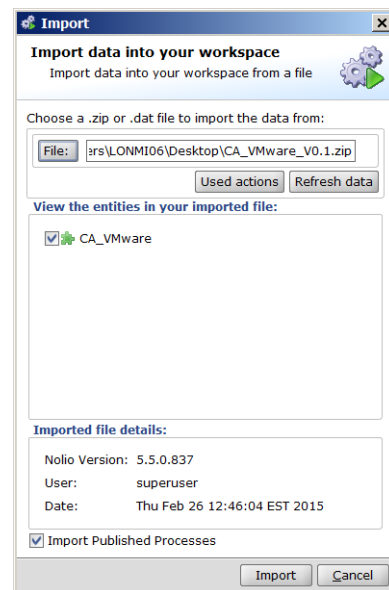 Import
Import data into your workspace
Import data into your workspace from a file
Choose a .zip or .dat file to import the data from:
File: ers\LONMI06\Desktop\CA_VMware_V0.1.zip
Used actions Refresh data
View the entities in your imported file:
CA_VMware
Imported file details:
Nolio Version: 5.5.0.837
User: superuser
Date: Thu Feb 26 12:46:04 EST 2015
Import Published Processes
Import Cancel